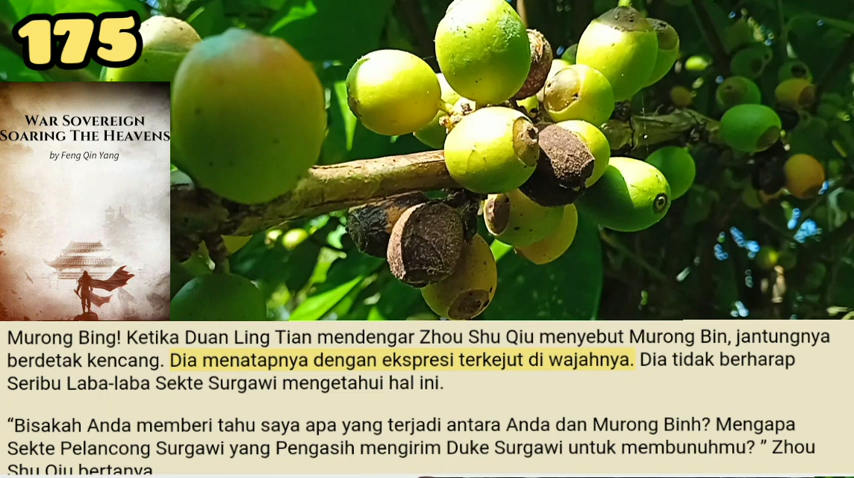 175
WAR SOVEREIGN
SOARING THE HEAVENS
by Feng Qin Yang
Murong Bing! Ketika Duan Ling Tian mendengar Zhou Shu Qiu menyebut Murong Bin, jantungnya
berdetak kencang. Dia menatapnya dengan ekspresi terkejut di wajahnya. Dia tidak berharap
Seribu Laba-laba Sekte Surgawi mengetahui hal ini.
“Bisakah Anda memberi tahu saya apa yang terjadi antara Anda dan Murong Binh? Mengapa
Sekte Pelancong Surgawi yang Pengasih mengirim Duke Surgawi untuk membunuhmu? ” Zhou
Shu Qiu bertanya